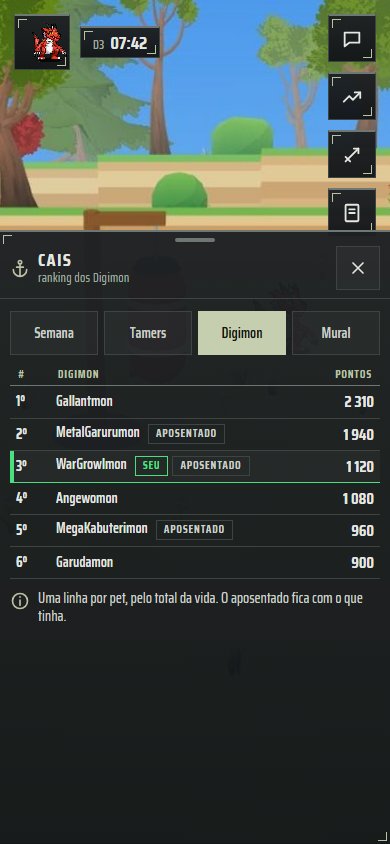 D3 07:42
CAIS
ranking dos Digimon
Semana Tamers Digimon Mural
# DIGIMON PONTOS
1º Gallantmon 2 310
2º MetalGarurumon APOSENTADO 1 940
3º WarGrowlmon SEU APOSENTADO 1 120
4º Angewomon 1 080
5º MegaKabuterimon APOSENTADO 960
6º Garudamon 900
Uma linha por pet, pelo total da vida. O aposentado fica com o que
tinha.